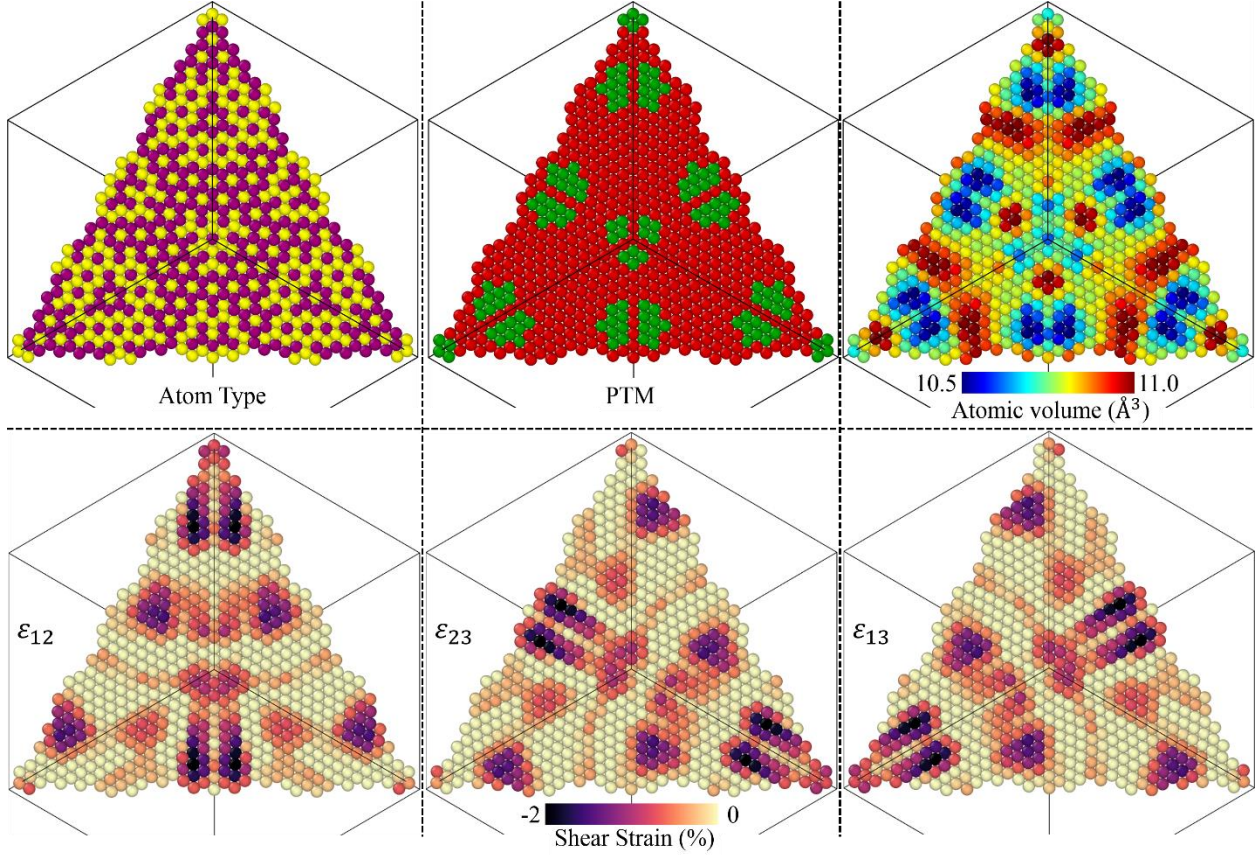 Atom Type
PTM
10.5 11.0
Atomic volume (Å³)
ε₁₂
ε₂₃
ε₁₃
-2 0
Shear Strain (%)